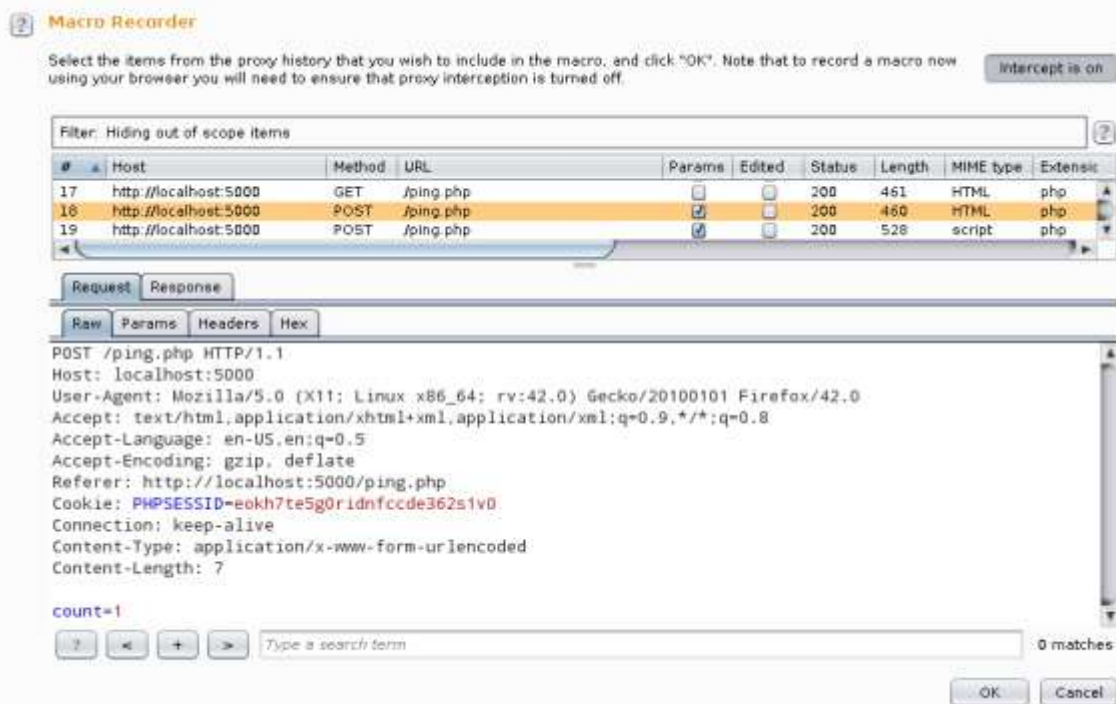 Macro Recorder
Select the items from the proxy history that you wish to include in the macro, and click "OK". Note that to record a macro now
using your browser you will need to ensure that proxy interception is turned off.
Intercept is on
Filter: Hiding out of scope items
# Host Method URL Params Edited Status Length MIME type Extensic
17 http://localhost:5000 GET /ping.php 200 461 HTML php
18 http://localhost:5000 POST /ping.php 200 460 HTML php
19 http://localhost:5000 POST /ping.php 200 528 script php
Request Response
Raw Params Headers Hex
POST /ping.php HTTP/1.1
Host: localhost:5000
User-Agent: Mozilla/5.0 (X11; Linux x86_64; rv:42.0) Gecko/20100101 Firefox/42.0
Accept: text/html,application/xhtml+xml,application/xml;q=0.9,*/*;q=0.8
Accept-Language: en-US,en;q=0.5
Accept-Encoding: gzip, deflate
Referer: http://localhost:5000/ping.php
Cookie: PHPSESSID=eokh7te5g0ridnfccde362s1v0
Connection: keep-alive
Content-Type: application/x-www-form-urlencoded
Content-Length: 7
count=1
? < + > Type a search term 0 matches
OK Cancel